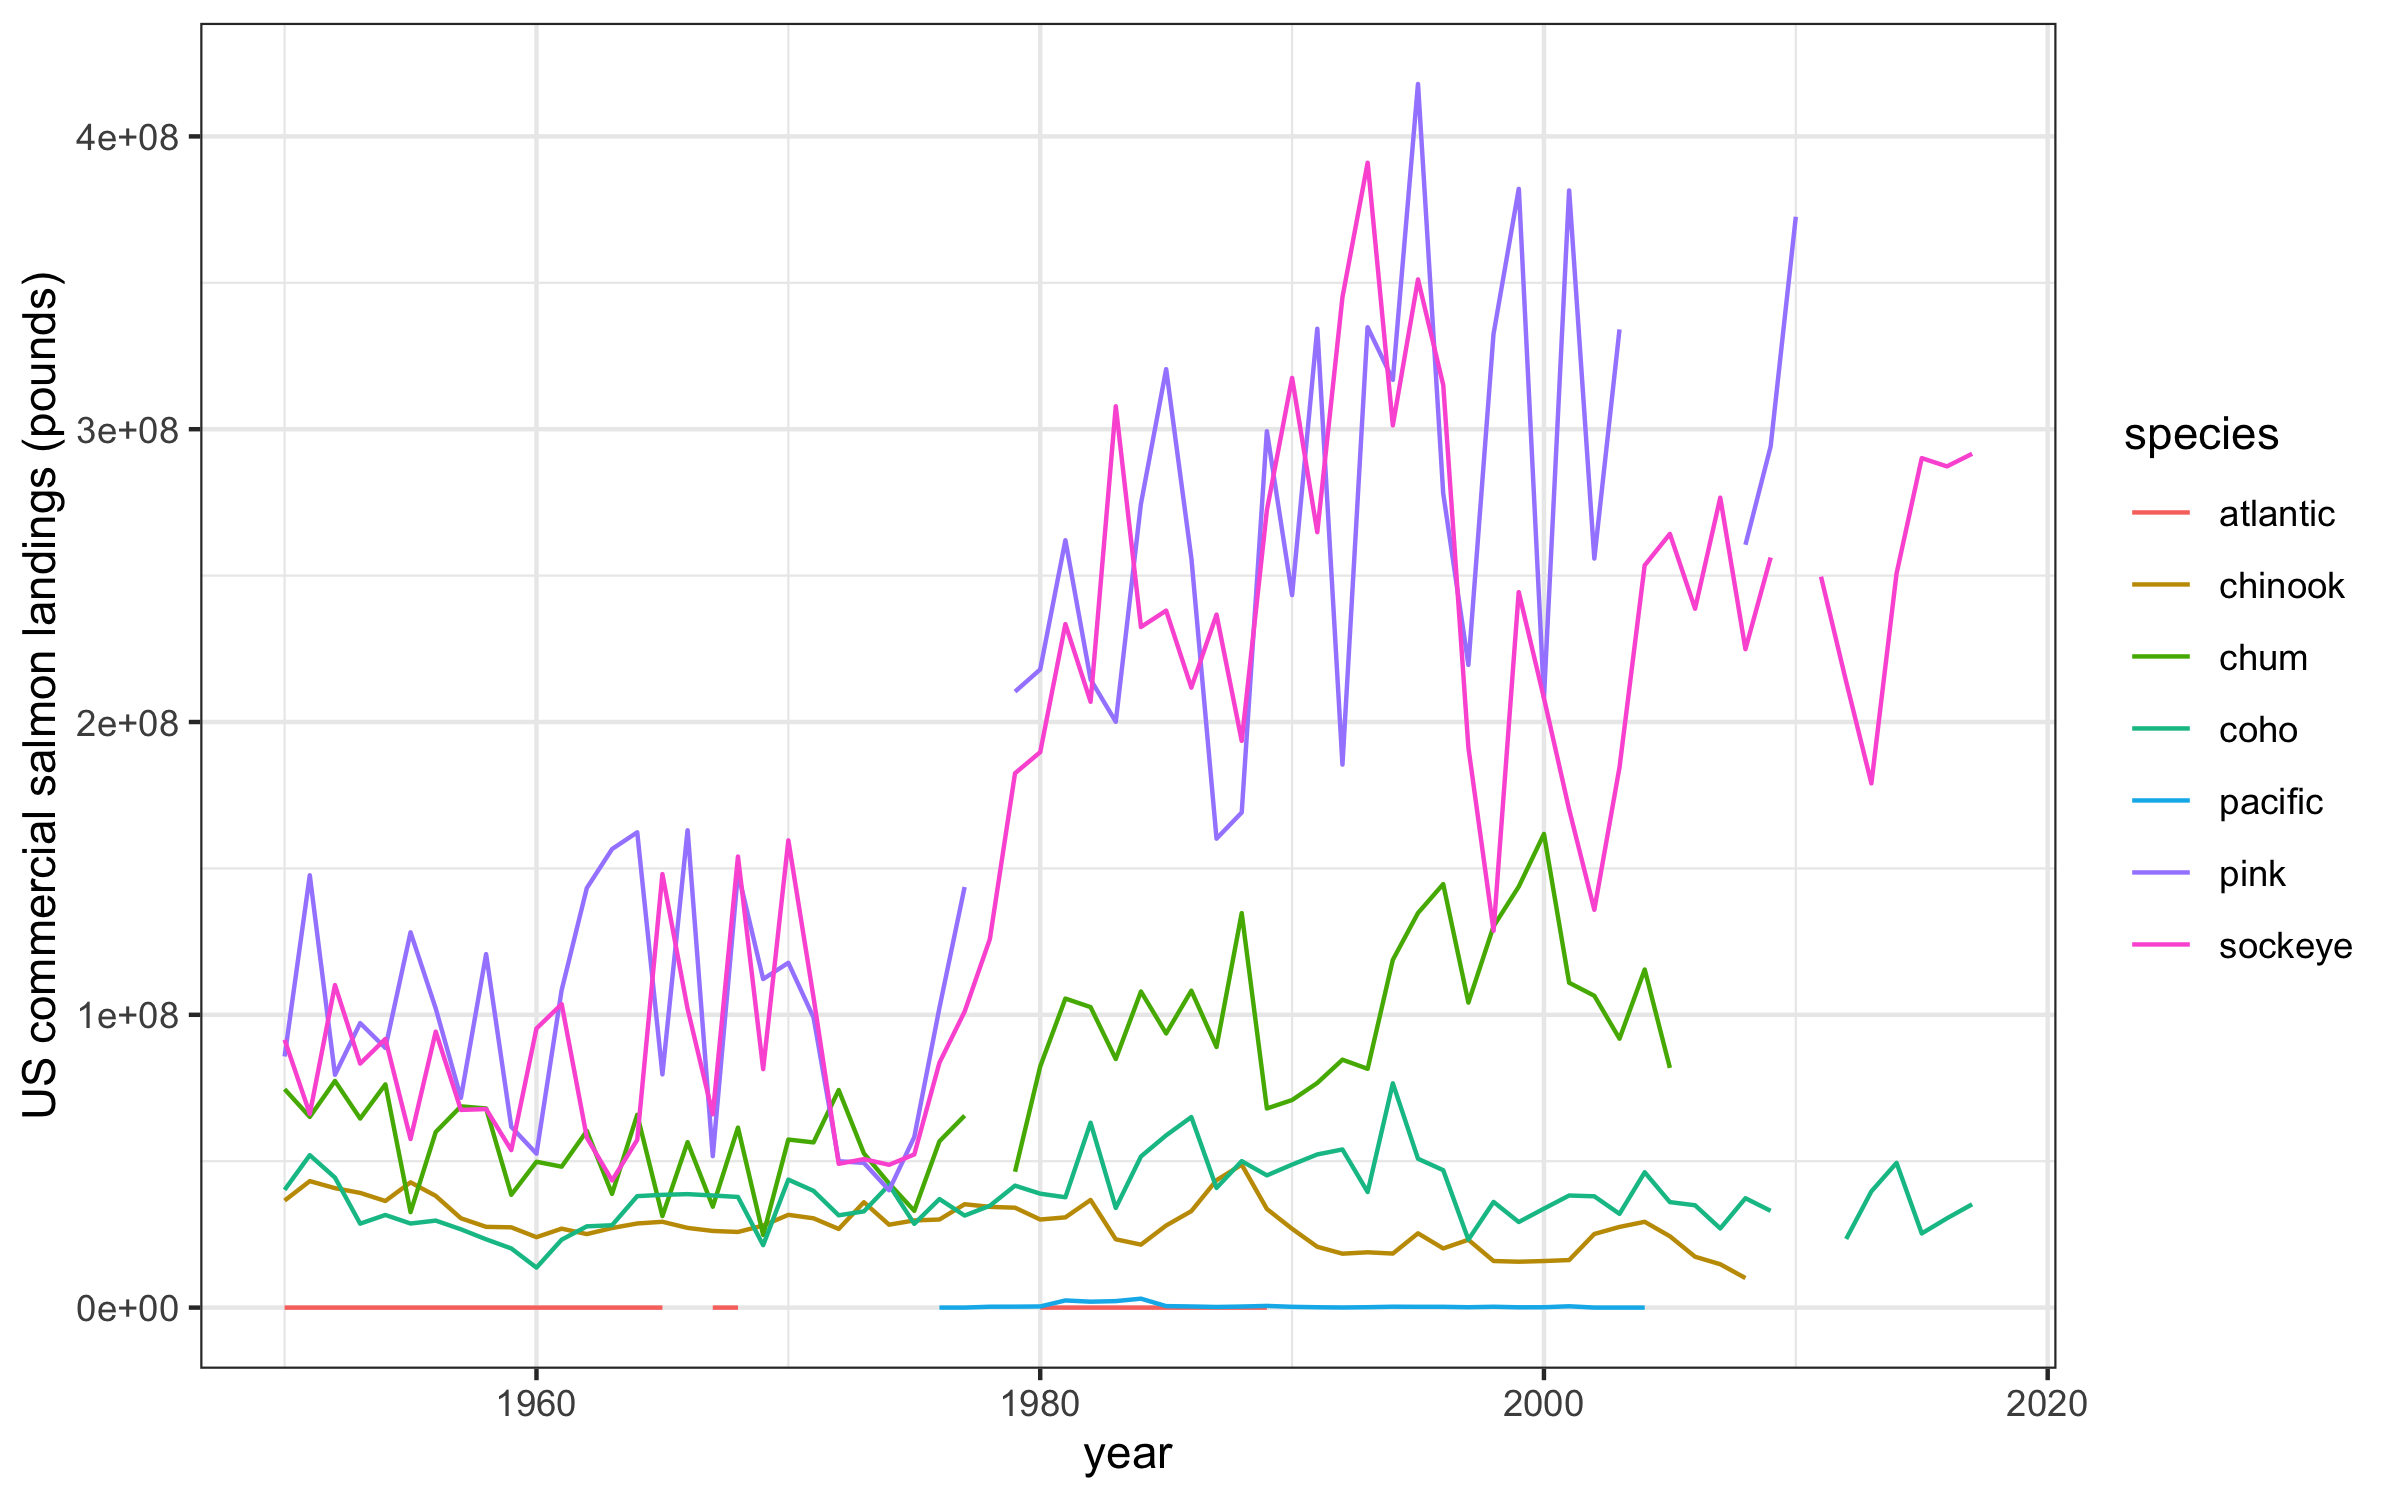 US commercial salmon landings (pounds)
4e+08
3e+08
2e+08
1e+08
0e+00
1960
1980
2000
2020
year
species
atlantic
chinook
chum
coho
pacific
pink
sockeye